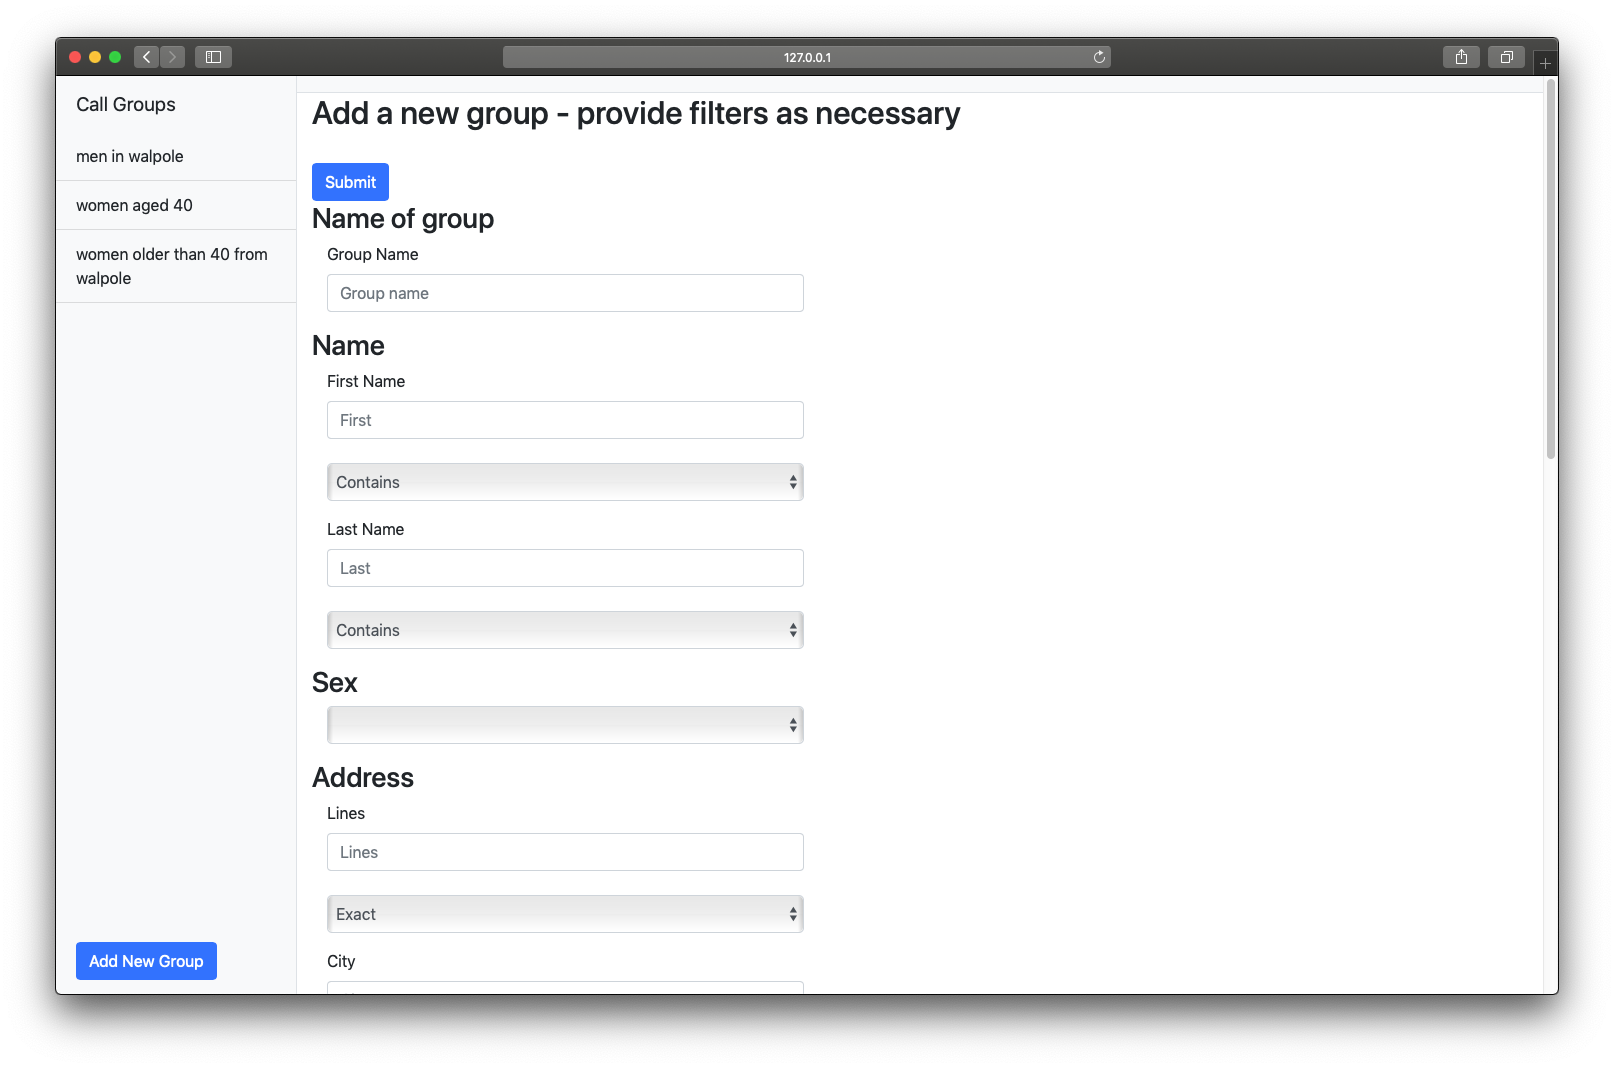 127.0.0.1
Call Groups
men in walpole
women aged 40
women older than 40 from
walpole
Add New Group
Add a new group - provide filters as necessary
Submit
Name of group
Group Name
Group name
Name
First Name
First
Contains
Last Name
Last
Contains
Sex
Address
Lines
Lines
Exact
City